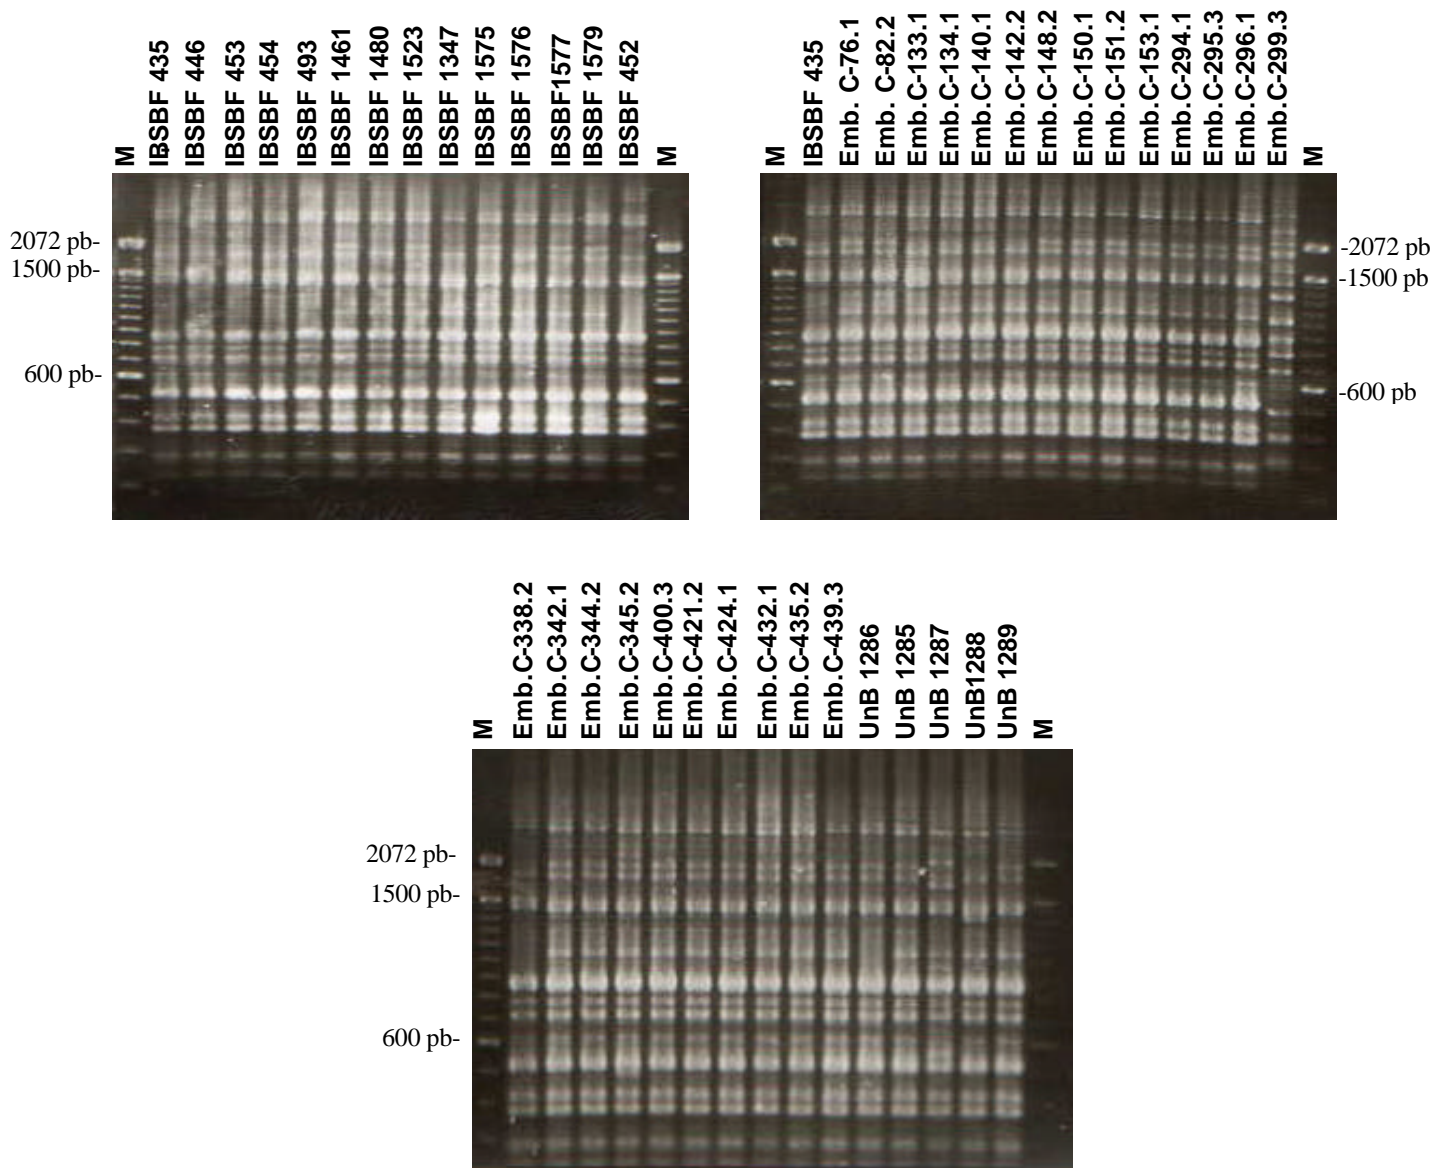 M
IBSBF 435
IBSBF 446
IBSBF 453
IBSBF 454
IBSBF 493
IBSBF 1461
IBSBF 1480
IBSBF 1523
IBSBF 1347
IBSBF 1575
IBSBF 1576
IBSBF1577
IBSBF 1579
IBSBF 452
M
2072 pb-
1500 pb-
600 pb-
M
IBSBF 435
Emb. C-76.1
Emb. C-82.2
Emb.C-133.1
Emb.C-134.1
Emb.C-140.1
Emb.C-142.2
Emb.C-148.2
Emb.C-150.1
Emb.C-151.2
Emb.C-153.1
Emb.C-294.1
Emb.C-295.3
Emb.C-296.1
Emb.C-299.3
M
-2072 pb
-1500 pb
-600 pb
M
Emb.C-338.2
Emb.C-342.1
Emb.C-344.2
Emb.C-345.2
Emb.C-400.3
Emb.C-421.2
Emb.C-424.1
Emb.C-432.1
Emb.C-435.2
Emb.C-439.3
UnB 1286
UnB 1285
UnB 1287
UnB1288
UnB 1289
M
2072 pb-
1500 pb-
600 pb-